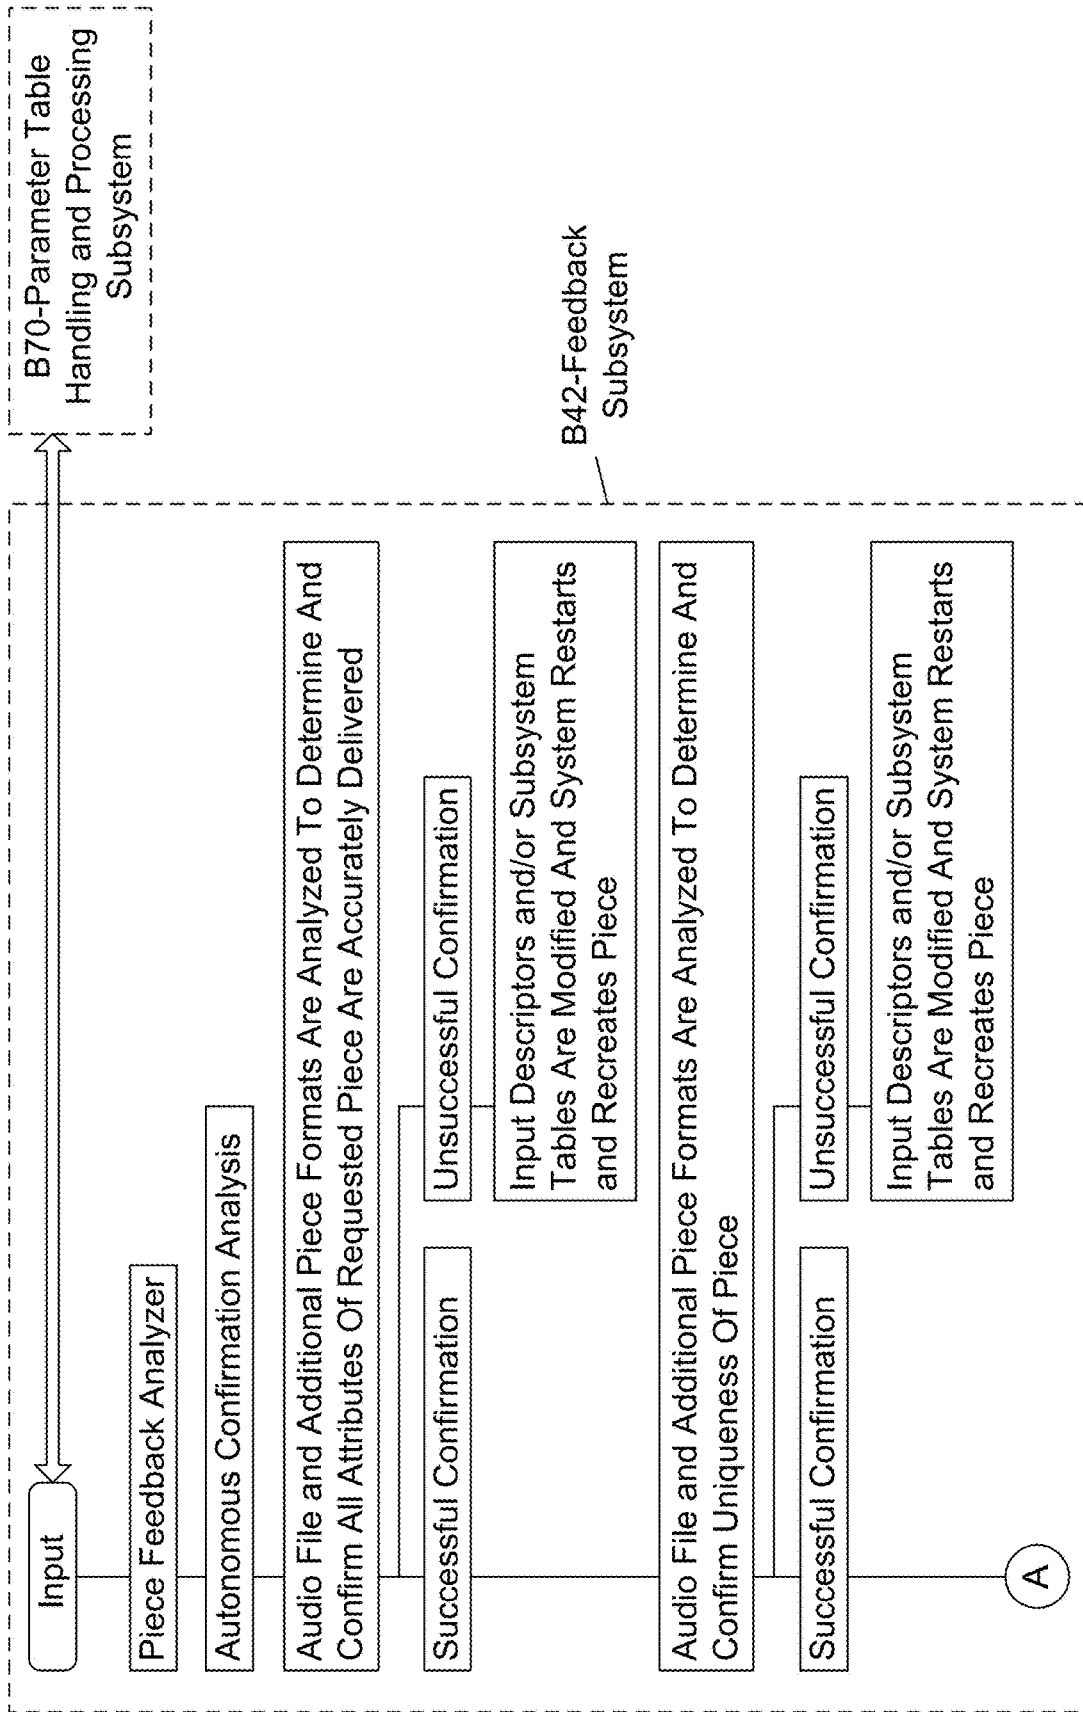 Input
B70-Parameter Table
Handling and Processing
Subsystem
Piece Feedback Analyzer
Autonomous Confirmation Analysis
Audio File and Additional Piece Formats Are Analyzed To Determine And
Confirm All Attributes Of Requested Piece Are Accurately Delivered
Successful Confirmation
Unsuccessful Confirmation
Input Descriptors and/or Subsystem
Tables Are Modified And System Restarts
and Recreates Piece
B42-Feedback
Subsystem
Audio File and Additional Piece Formats Are Analyzed To Determine And
Confirm Uniqueness Of Piece
Successful Confirmation
Unsuccessful Confirmation
Input Descriptors and/or Subsystem
Tables Are Modified And System Restarts
and Recreates Piece
A